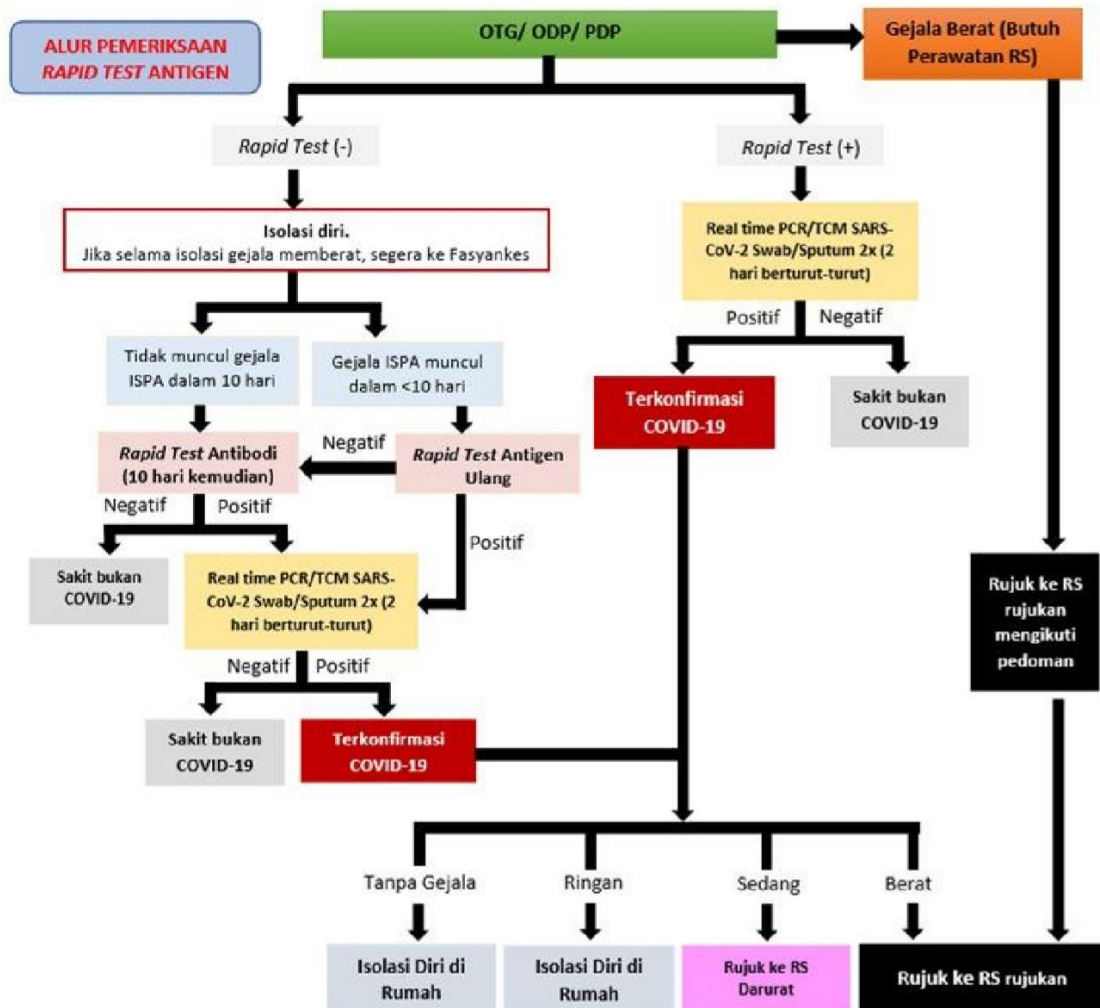 ALUR PEMERIKSAAN
RAPID TEST ANTIGEN
OTG/ ODP/ PDP
Gejala Berat (Butuh
Perawatan RS)
Rapid Test (-)
Rapid Test (+)
Isolasi diri.
Jika selama isolasi gejala memberat, segera ke Fasyankes
Real time PCR/TCM SARS-
CoV-2 Swab/Sputum 2x (2
hari berturut-turut)
Positif
Negatif
Tidak muncul gejala
ISPA dalam 10 hari
Gejala ISPA muncul
dalam <10 hari
Terkonfirmasi
COVID-19
Sakit bukan
COVID-19
Rapid Test Antibodi
(10 hari kemudian)
Negatif
Rapid Test Antigen
Ulang
Negatif
Positif
Positif
Sakit bukan
COVID-19
Real time PCR/TCM SARS-
CoV-2 Swab/Sputum 2x (2
hari berturut-turut)
Rujuk ke RS
rujukan
mengikuti
pedoman
Negatif
Positif
Sakit bukan
COVID-19
Terkonfirmasi
COVID-19
Tanpa Gejala
Ringan
Sedang
Berat
Isolasi Diri di
Rumah
Isolasi Diri di
Rumah
Rujuk ke RS
Darurat
Rujuk ke RS rujukan